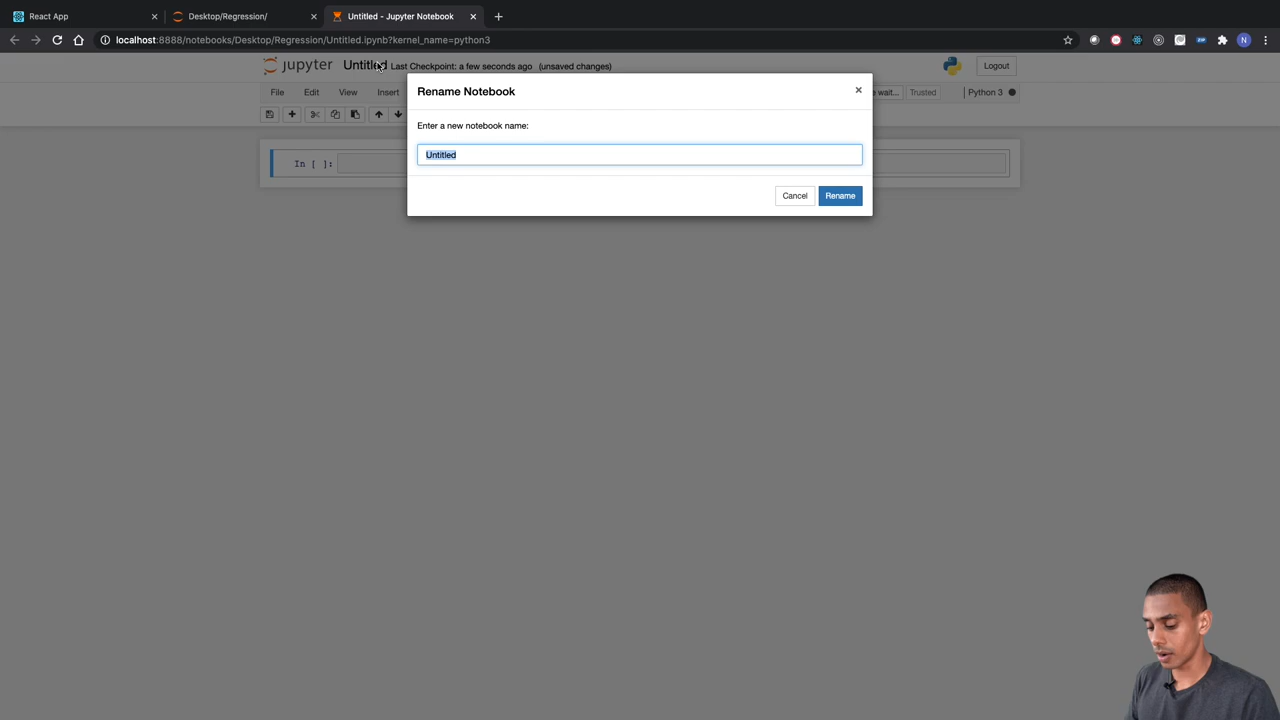 React App
Desktop/Regression/
Untitled - Jupyter Notebook
localhost:8888/notebooks/Desktop/Regression/Untitled.ipynb?kernel_name=python3
N
jupyter Untitled Last Checkpoint: a few seconds ago (unsaved changes)
Logout
File Edit View Insert
wait...
Trusted
Python 3
Rename Notebook
Enter a new notebook name:
Untitled
Cancel Rename
In [ ]: